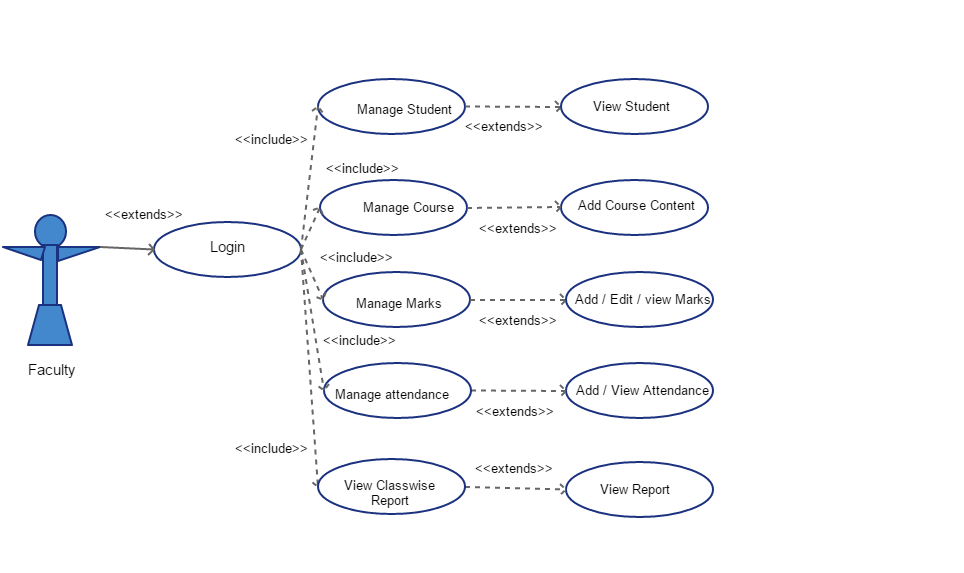 Manage Student
View Student
<<extends>>
<<include>>
<<include>>
Manage Course
Add Course Content
<<extends>>
<<extends>>
Login
<<include>>
Manage Marks
Add / Edit / view Marks
<<extends>>
<<include>>
Faculty
Manage attendance
Add / View Attendance
<<extends>>
<<include>>
<<extends>>
View Classwise
Report
View Report